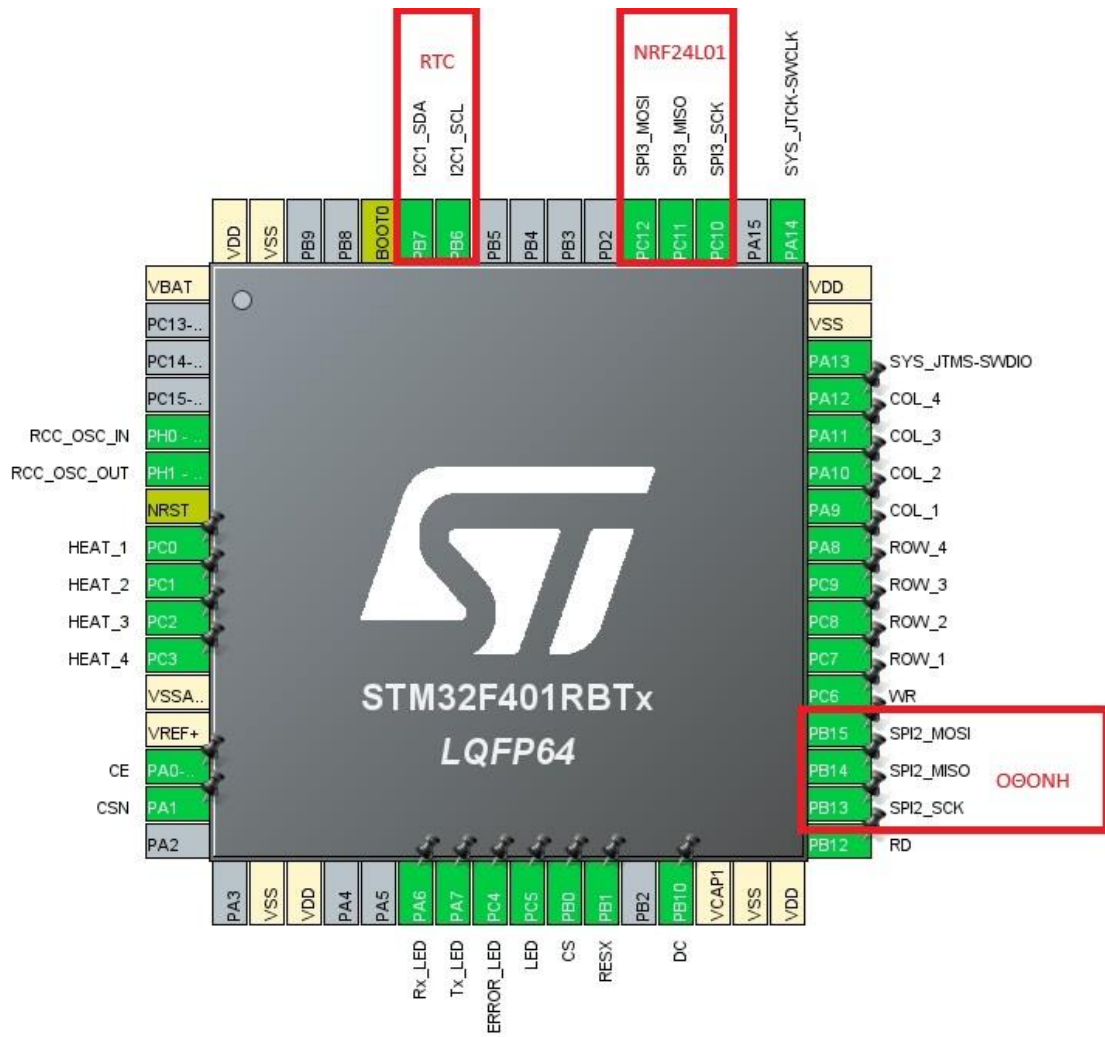 RTC
NRF24L01
I2C1_SDA
I2C1_SCL
SPI3_MOSI
SPI3_MISO
SPI3_SCK
SYS_JTCK-SWCLK
VDD
VSS
PB9
PB8
BOOT0
PB7
PB6
PB5
PB4
PB3
PD2
PC12
PC11
PC10
PA15
PA14
VBAT
PC13-..
PC14-..
PC15-..
RCC_OSC_IN PH0 - ..
RCC_OSC_OUT PH1 - ..
NRST
HEAT_1 PC0
HEAT_2 PC1
HEAT_3 PC2
HEAT_4 PC3
VSSA..
VREF+
CE PA0-..
CSN PA1
PA2
STM32F401RBTx
LQFP64
VDD
VSS
PA13 SYS_JTMS-SWDIO
PA12 COL_4
PA11 COL_3
PA10 COL_2
PA9 COL_1
PA8 ROW_4
PC9 ROW_3
PC8 ROW_2
PC7 ROW_1
PC6 WR
PB15 SPI2_MOSI
PB14 SPI2_MISO
ΟΘΟΝΗ
PB13 SPI2_SCK
PB12 RD
PA3
VSS
VDD
PA4
PA5
PA6
PA7
PC4
PC5
PB0
PB1
PB2
PB10
VCAP1
VSS
VDD
Rx_LED
Tx_LED
ERROR_LED
LED
CS
RESX
DC